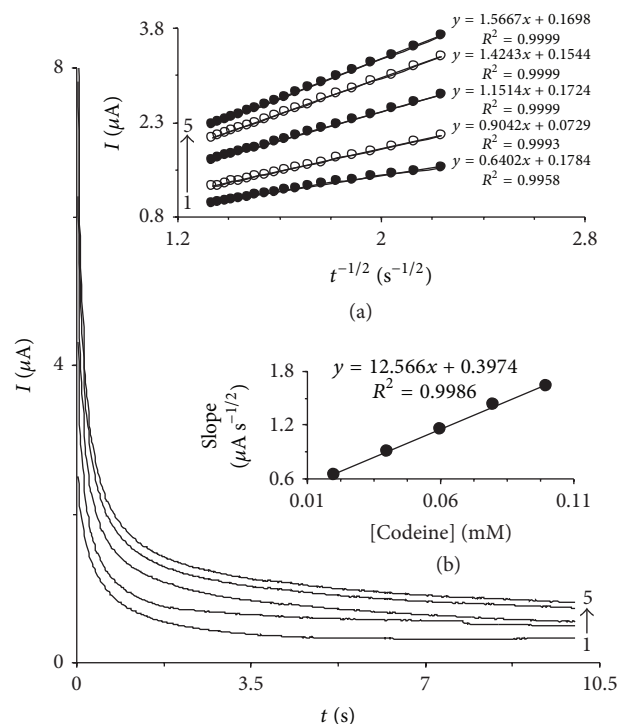 8
4
0
I (μA)
0
3.5
7
10.5
t (s)
5
1
3.8
2.3
0.8
I (μA)
5
1
1.2
2
2.8
t^{-1/2} (s^{-1/2})
(a)
y = 1.5667x + 0.1698
R² = 0.9999
y = 1.4243x + 0.1544
R² = 0.9999
y = 1.1514x + 0.1724
R² = 0.9999
y = 0.9042x + 0.0729
R² = 0.9993
y = 0.6402x + 0.1784
R² = 0.9958
y = 12.566x + 0.3974
R² = 0.9986
1.8
1.2
0.6
Slope
(μA s^{-1/2})
0.01
0.06
0.11
[Codeine] (mM)
(b)